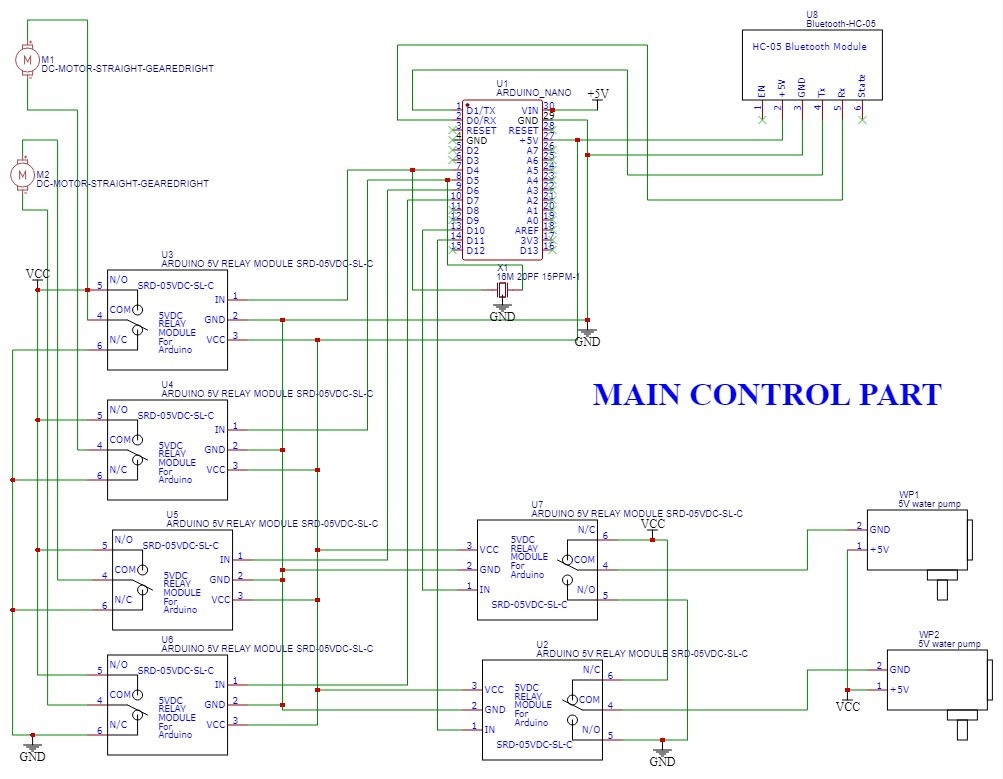 U8
Bluetooth-HC-05
HC-05 Bluetooth Module
EN
+5V
GND
Tx
Rx
State
1
2
3
4
5
6
M
M1
DC-MOTOR-STRAIGHT-GEAREDRIGHT
M
M2
DC-MOTOR-STRAIGHT-GEAREDRIGHT
U1
ARDUINO_NANO
+5V
1 D1/TX VIN 30
2 D0/RX GND 29
3 RESET RESET 28
4 GND +5V 27
5 D2 A7 26
6 D3 A6 25
7 D4 A5 24
8 D5 A4 23
9 D6 A3 22
10 D7 A2 21
11 D8 A1 20
12 D9 A0 19
13 D10 AREF 18
14 D11 3V3 17
15 D12 D13 16
X1
16M 20PF 15PPM-1
GND
GND
VCC
U3
ARDUINO 5V RELAY MODULE SRD-05VDC-SL-C
N/O
SRD-05VDC-SL-C
5
IN 1
COM
4
5VDC
RELAY
MODULE
For
Arduino
GND 2
N/C
VCC 3
6
MAIN CONTROL PART
U4
ARDUINO 5V RELAY MODULE SRD-05VDC-SL-C
N/O
SRD-05VDC-SL-C
5
IN 1
COM
4
5VDC
RELAY
MODULE
For
Arduino
GND 2
N/C
VCC 3
6
U5
ARDUINO 5V RELAY MODULE SRD-05VDC-SL-C
N/O
SRD-05VDC-SL-C
5
IN 1
COM
4
5VDC
RELAY
MODULE
For
Arduino
GND 2
N/C
VCC 3
6
U6
ARDUINO 5V RELAY MODULE SRD-05VDC-SL-C
N/O
SRD-05VDC-SL-C
5
IN 1
COM
4
5VDC
RELAY
MODULE
For
Arduino
GND 2
N/C
VCC 3
6
GND
U7
ARDUINO 5V RELAY MODULE SRD-05VDC-SL-C
VCC
N/C
6
3 VCC
5VDC
RELAY
MODULE
For
Arduino
COM
4
2 GND
1 IN
N/O
5
SRD-05VDC-SL-C
U2
ARDUINO 5V RELAY MODULE SRD-05VDC-SL-C
N/C
6
3 VCC
5VDC
RELAY
MODULE
For
Arduino
COM
4
2 GND
1 IN
N/O
5
SRD-05VDC-SL-C
GND
WP1
5V water pump
2 GND
1 +5V
WP2
5V water pump
2 GND
1 +5V
VCC